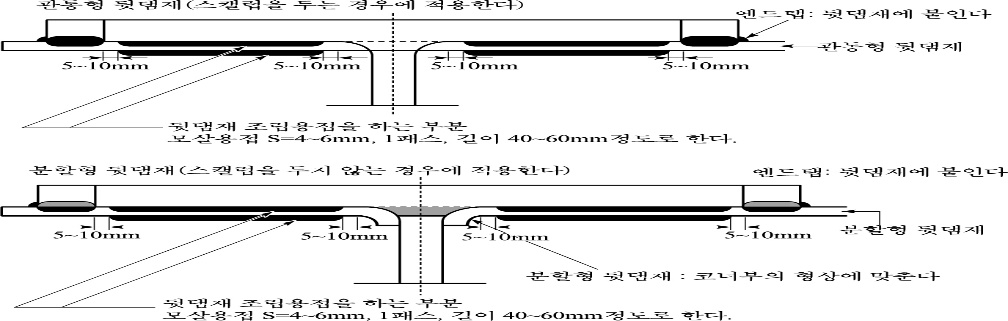 관통형 뒷댐재(스캘럽을 두는 경우에 적용한다)
엔드탭: 뒷댐재에 붙인다
관통형 뒷댐재
5~10mm 5~10mm 5~10mm 5~10mm
뒷댐재 조립용접을 하는 부분
모살용접 S=4~6mm, 1패스, 길이 40~60mm정도로 한다.
분할형 뒷댐재(스캘럽을 두지 않는 경우에 적용한다)
엔드탭: 뒷댐재에 붙인다
분할형 뒷댐재
5~10mm 5~10mm 5~10mm 5~10mm
분할형 뒷댐재 : 코너부의 형상에 맞춘다
뒷댐재 조립용접을 하는 부분
모살용접 S=4~6mm, 1패스, 길이 40~60mm정도로 한다.